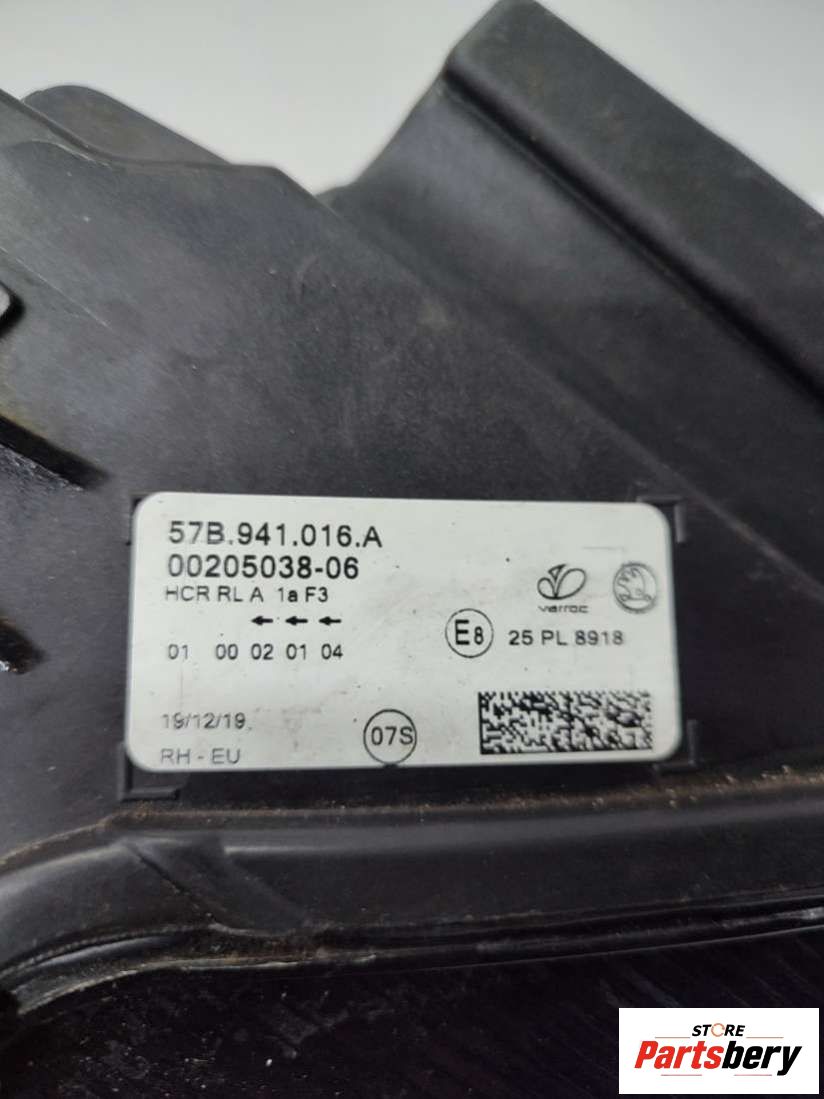 57B.941.016.A
00205038-06
HCR RL A 1a F3
← ← ←
01 00 02 01 04
varroc
E8
25 PL 8918
19/12/19
07S
RH - EU
STORE
Partsbery